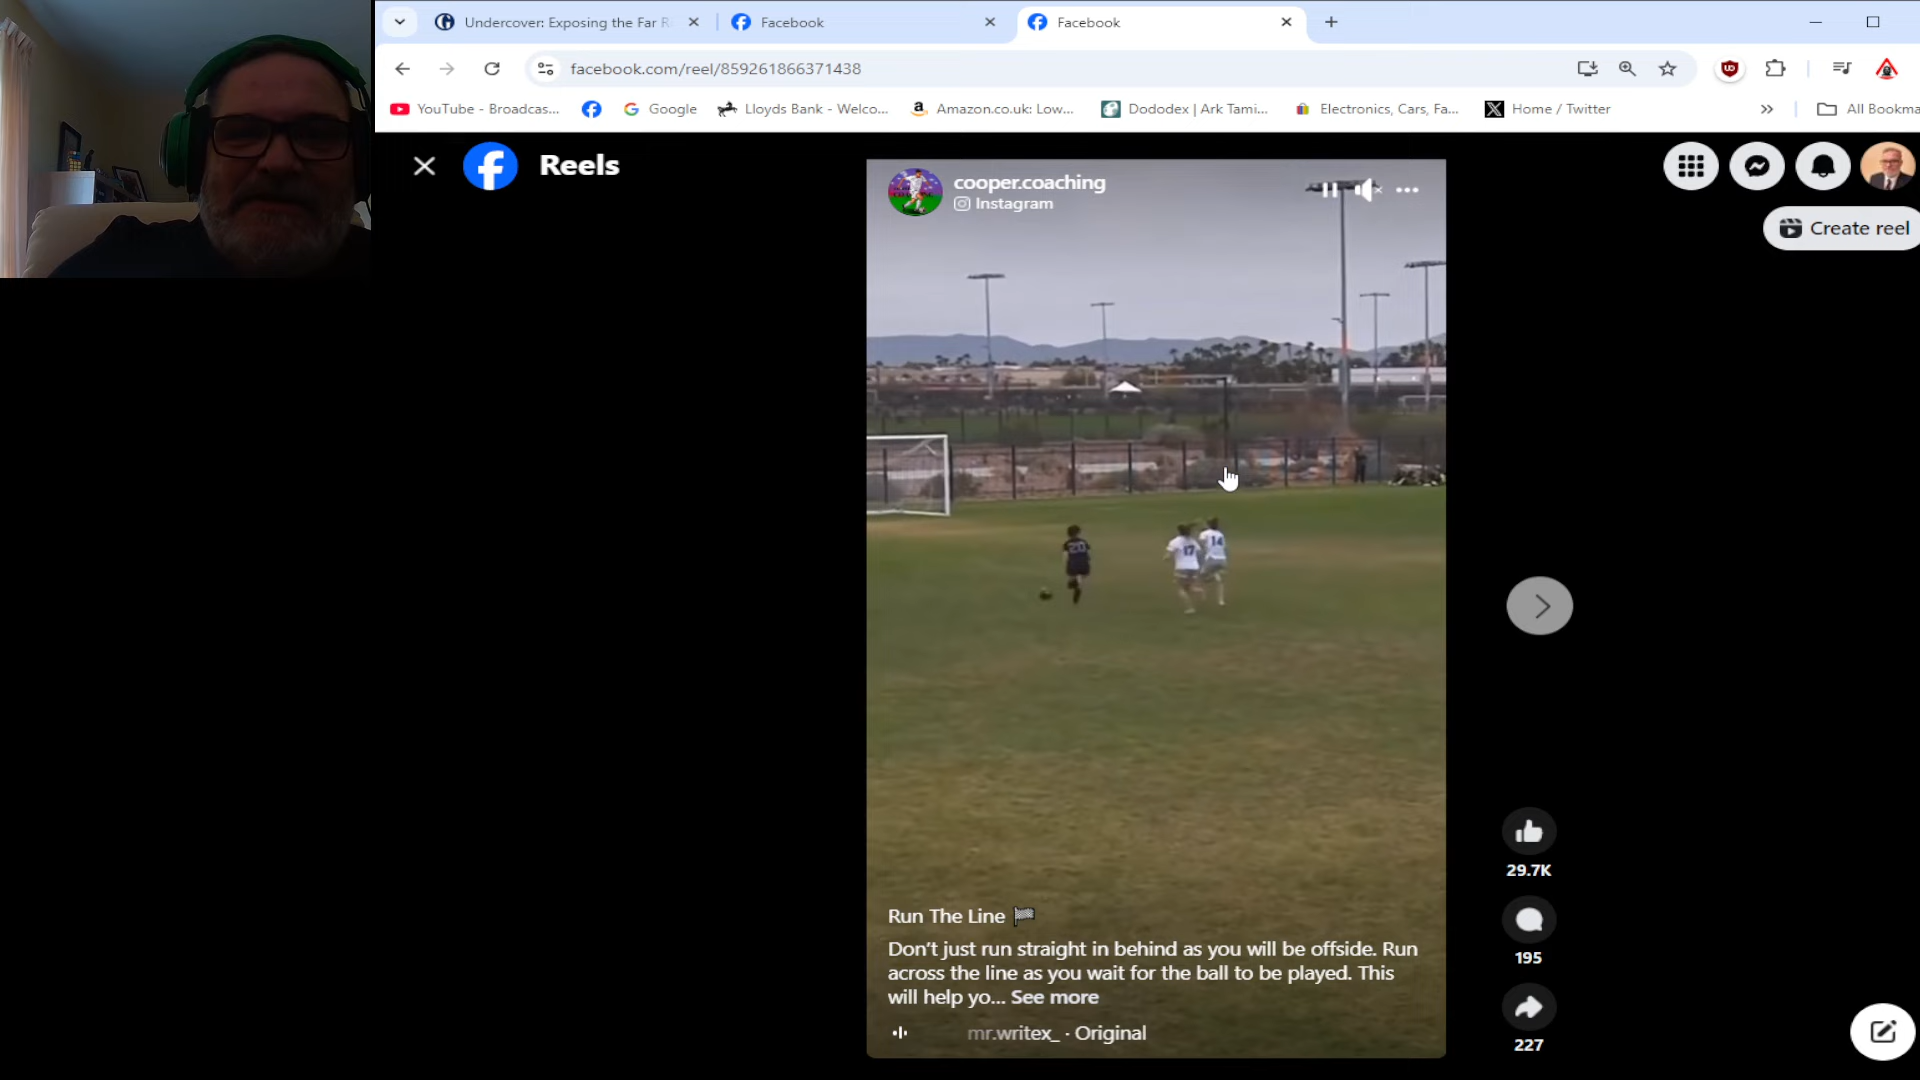 Undercover: Exposing the Far R
Facebook
Facebook
facebook.com/reel/859261866371438
YouTube - Broadcas...
Google
Lloyds Bank - Welco...
Amazon.co.uk: Low...
Dododex | Ark Tami...
Electronics, Cars, Fa...
Home / Twitter
All Bookma
Reels
cooper.coaching
Instagram
Create reel
20
17
14
29.7K
195
227
Run The Line
Don't just run straight in behind as you will be offside. Run
across the line as you wait for the ball to be played. This
will help yo... See more
mr.writex_ · Original